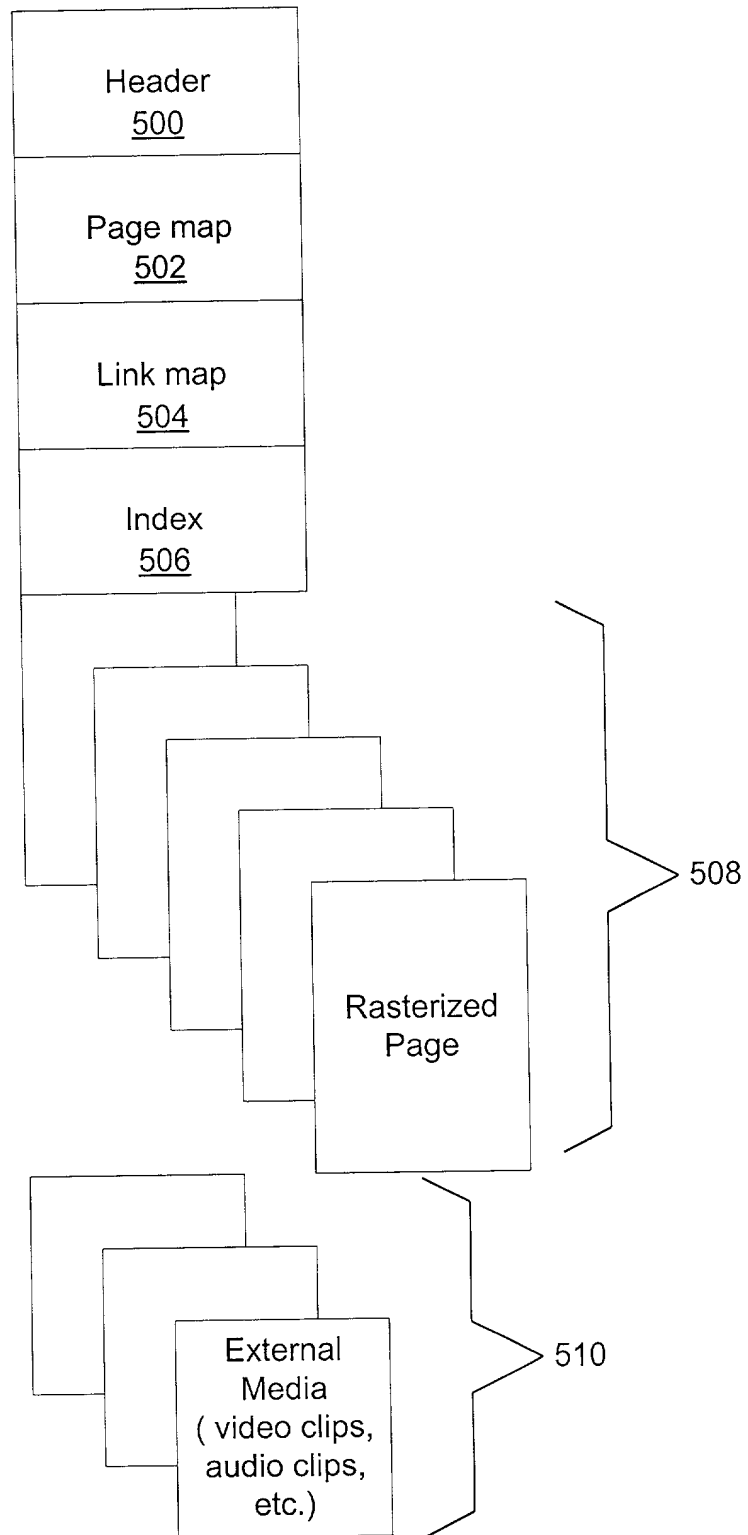 Header
500
Page map
502
Link map
504
Index
506
508
Rasterized
Page
510
External
Media
( video clips,
audio clips,
etc.)